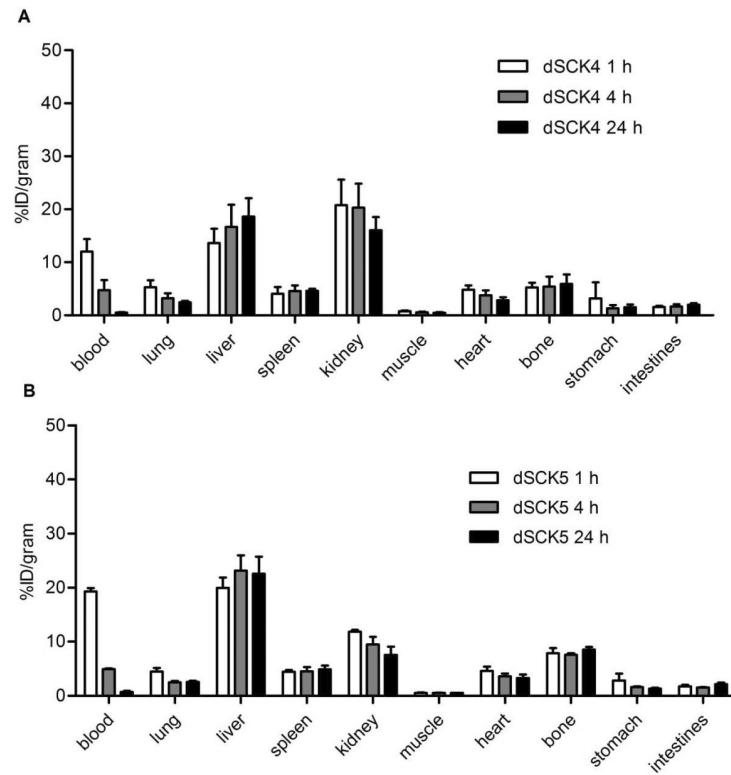 A
50
40
30
20
10
0
%ID/gram
dSCK4 1 h
dSCK4 4 h
dSCK4 24 h
blood
lung
liver
spleen
kidney
muscle
heart
bone
stomach
intestines
B
50
40
30
20
10
0
%ID/gram
dSCK5 1 h
dSCK5 4 h
dSCK5 24 h
blood
lung
liver
spleen
kidney
muscle
heart
bone
stomach
intestines